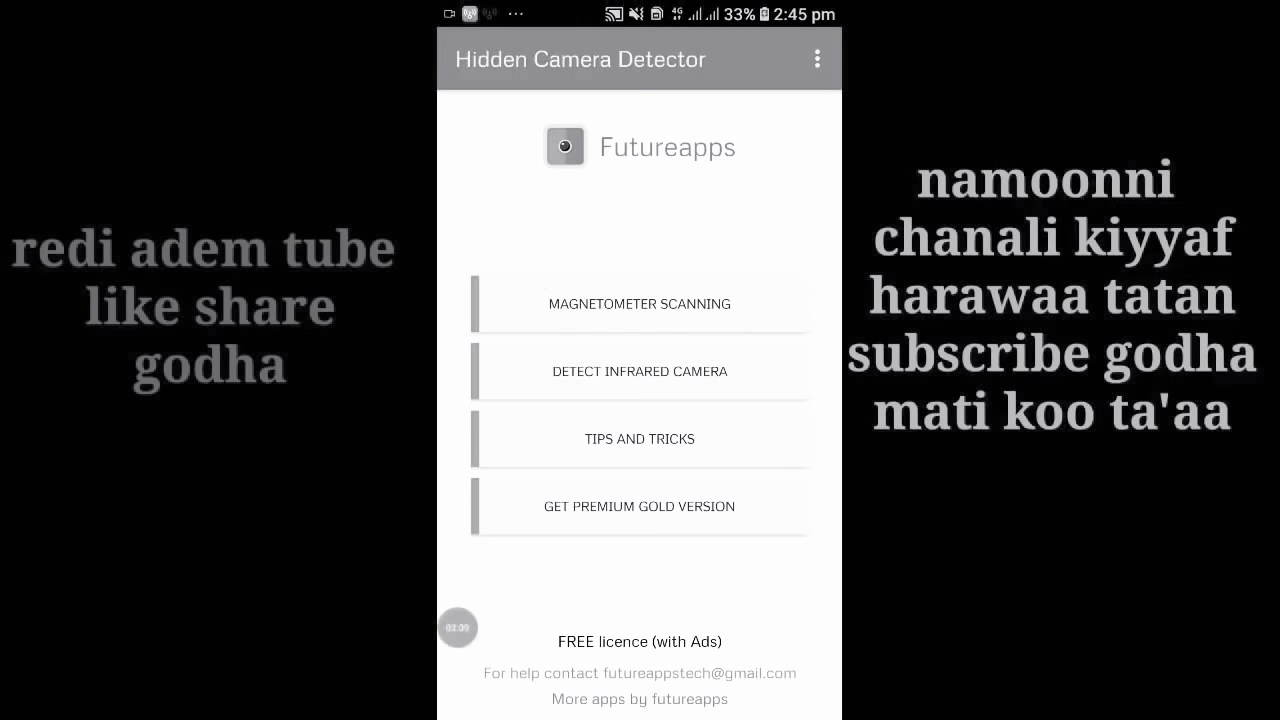 4G 33% 2:45 pm
Hidden Camera Detector
Futureapps
redi adem tube
like share
godha
namoonni
chanali kiyyaf
harawaa tatan
subscribe godha
mati koo ta'aa
MAGNETOMETER SCANNING
DETECT INFRARED CAMERA
TIPS AND TRICKS
GET PREMIUM GOLD VERSION
FREE licence (with Ads)
For help contact futureappstech@gmail.com
More apps by futureapps